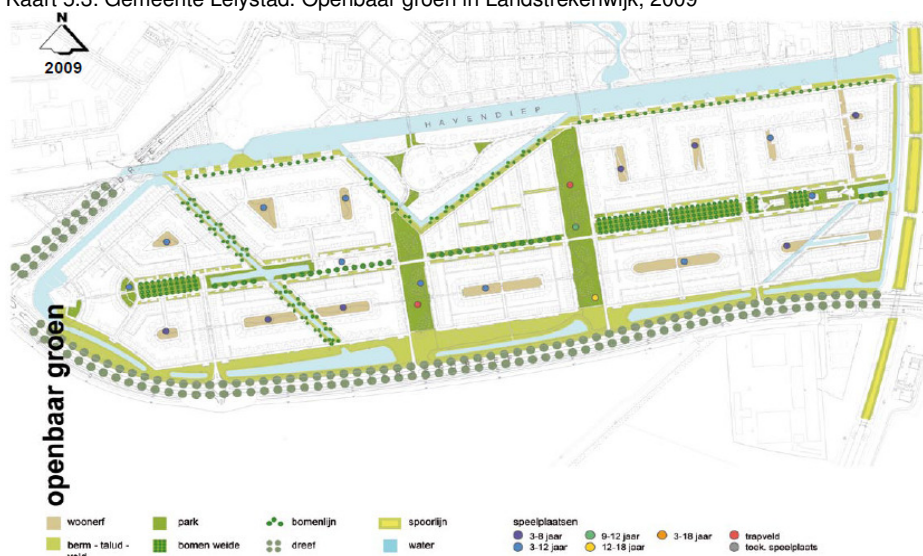 Kaart 5.3. Gemeente Lelystad. Openbaar groen in Landstrekenwijk, 2009
N
2009
HAVENDIEP
DREEF
openbaar groen
woonerf
park
bomenlijn
spoorlijn
berm - talud -
bomen weide
dreef
water
speelplaatsen
3-8 jaar
9-12 jaar
3-18 jaar
trapveld
3-12 jaar
12-18 jaar
toek. speelplaats